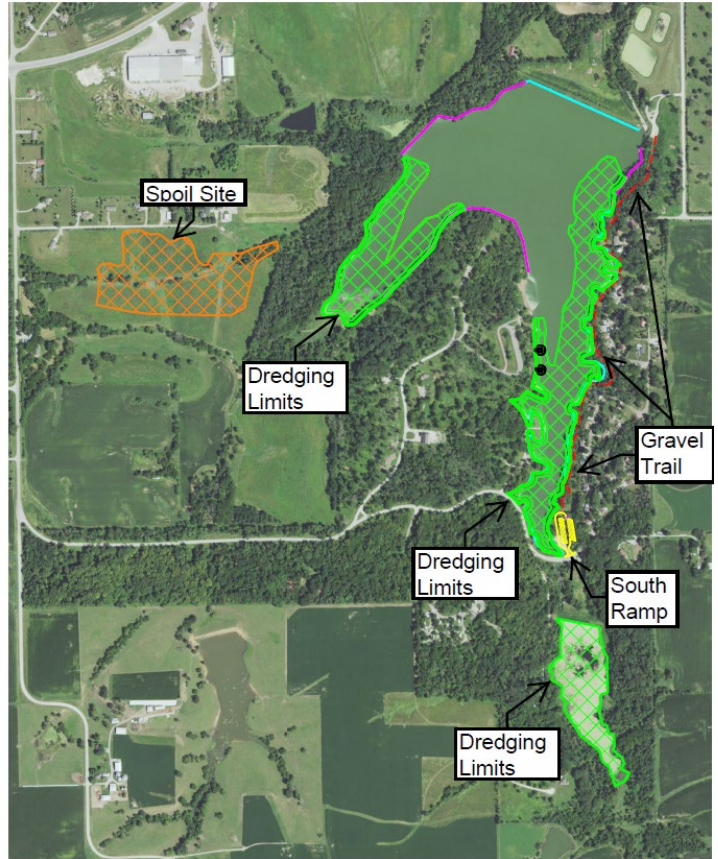 Spoil Site
Dredging
Limits
Gravel
Trail
Dredging
Limits
South
Ramp
Dredging
Limits